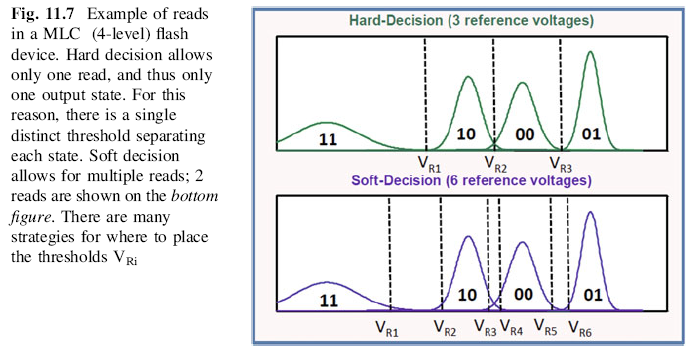 Fig. 11.7 Example of reads
in a MLC (4-level) flash
device. Hard decision allows
only one read, and thus only
one output state. For this
reason, there is a single
distinct threshold separating
each state. Soft decision
allows for multiple reads; 2
reads are shown on the bottom
figure. There are many
strategies for where to place
the thresholds VRi
Hard-Decision (3 reference voltages)
11 10 00 01
VR1 VR2 VR3
Soft-Decision (6 reference voltages)
11 10 00 01
VR1 VR2 VR3 VR4 VR5 VR6